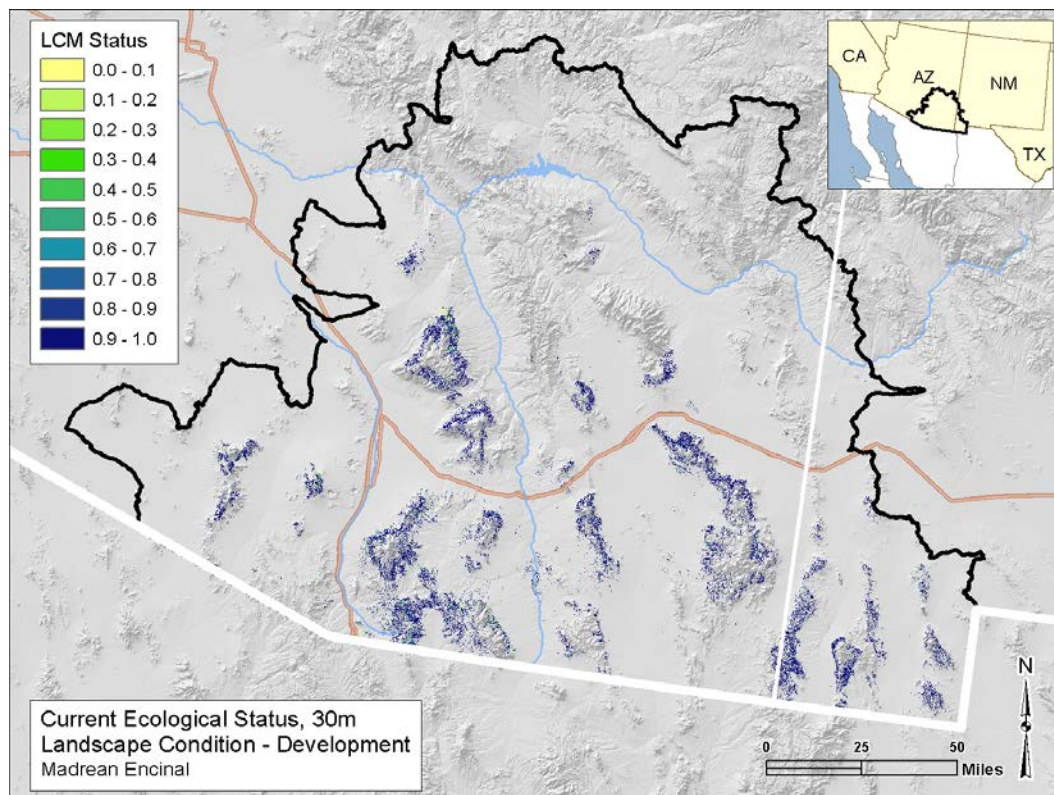 LCM Status
0.0 - 0.1
0.1 - 0.2
0.2 - 0.3
0.3 - 0.4
0.4 - 0.5
0.5 - 0.6
0.6 - 0.7
0.7 - 0.8
0.8 - 0.9
0.9 - 1.0
CA
AZ
NM
TX
Current Ecological Status, 30m
Landscape Condition - Development
Madrean Encinal
N
0 25 50
Miles